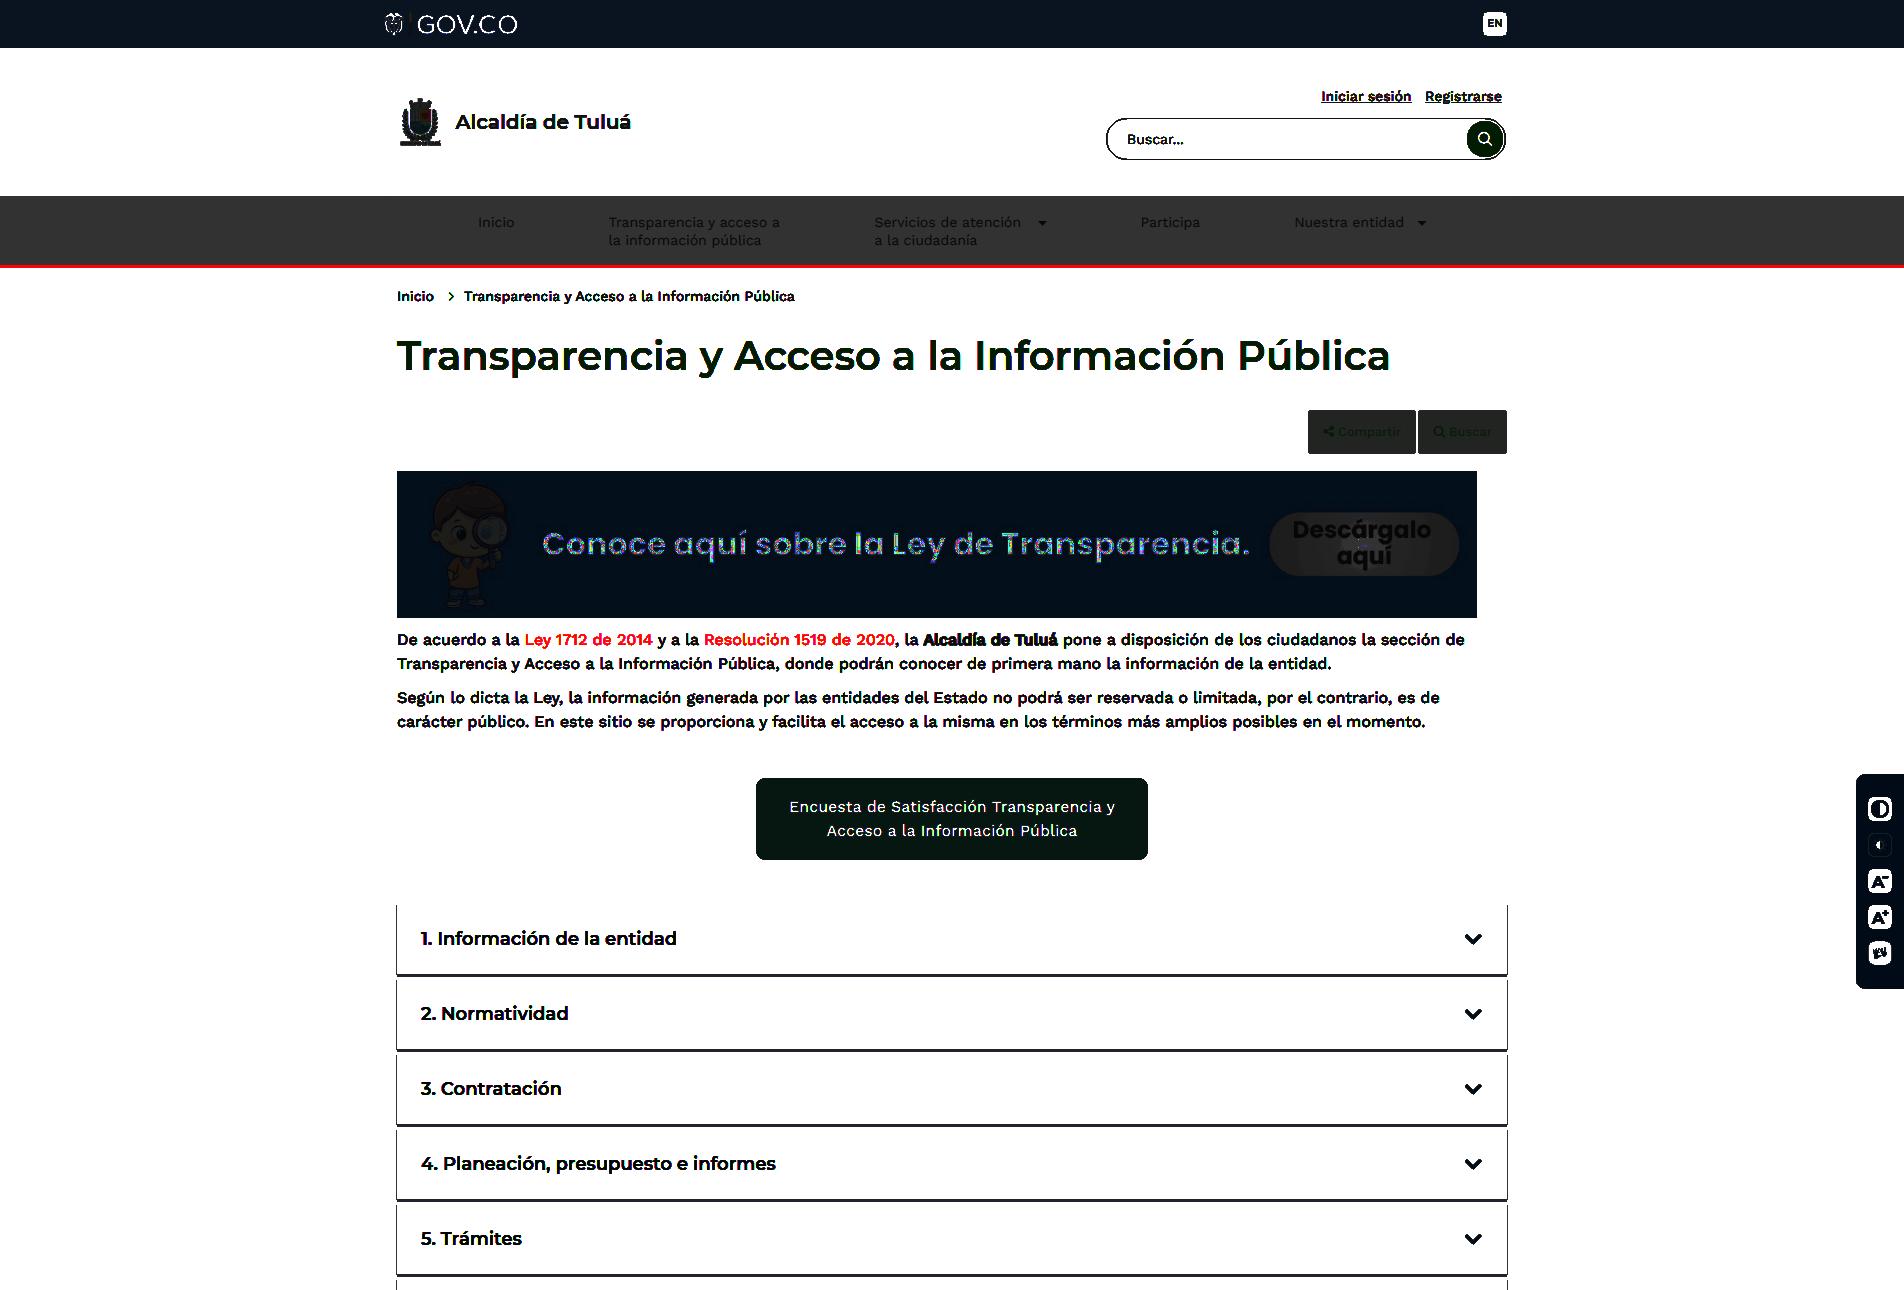 GOV.CO
EN
Alcaldía de Tuluá
Iniciar sesión Registrarse
Buscar...
Inicio
Transparencia y acceso a
la información pública
Servicios de atención
a la ciudadanía
Participa
Nuestra entidad
Inicio > Transparencia y Acceso a la Información Pública
Transparencia y Acceso a la Información Pública
Compartir Buscar
Conoce aquí sobre la Ley de Transparencia.
Descárgalo
aquí
De acuerdo a la Ley 1712 de 2014 y a la Resolución 1519 de 2020, la Alcaldía de Tuluá pone a disposición de los ciudadanos la sección de
Transparencia y Acceso a la Información Pública, donde podrán conocer de primera mano la información de la entidad.
Según lo dicta la Ley, la información generada por las entidades del Estado no podrá ser reservada o limitada, por el contrario, es de
carácter público. En este sitio se proporciona y facilita el acceso a la misma en los términos más amplios posibles en el momento.
Encuesta de Satisfacción Transparencia y
Acceso a la Información Pública
A-
A+
1. Información de la entidad
2. Normatividad
3. Contratación
4. Planeación, presupuesto e informes
5. Trámites